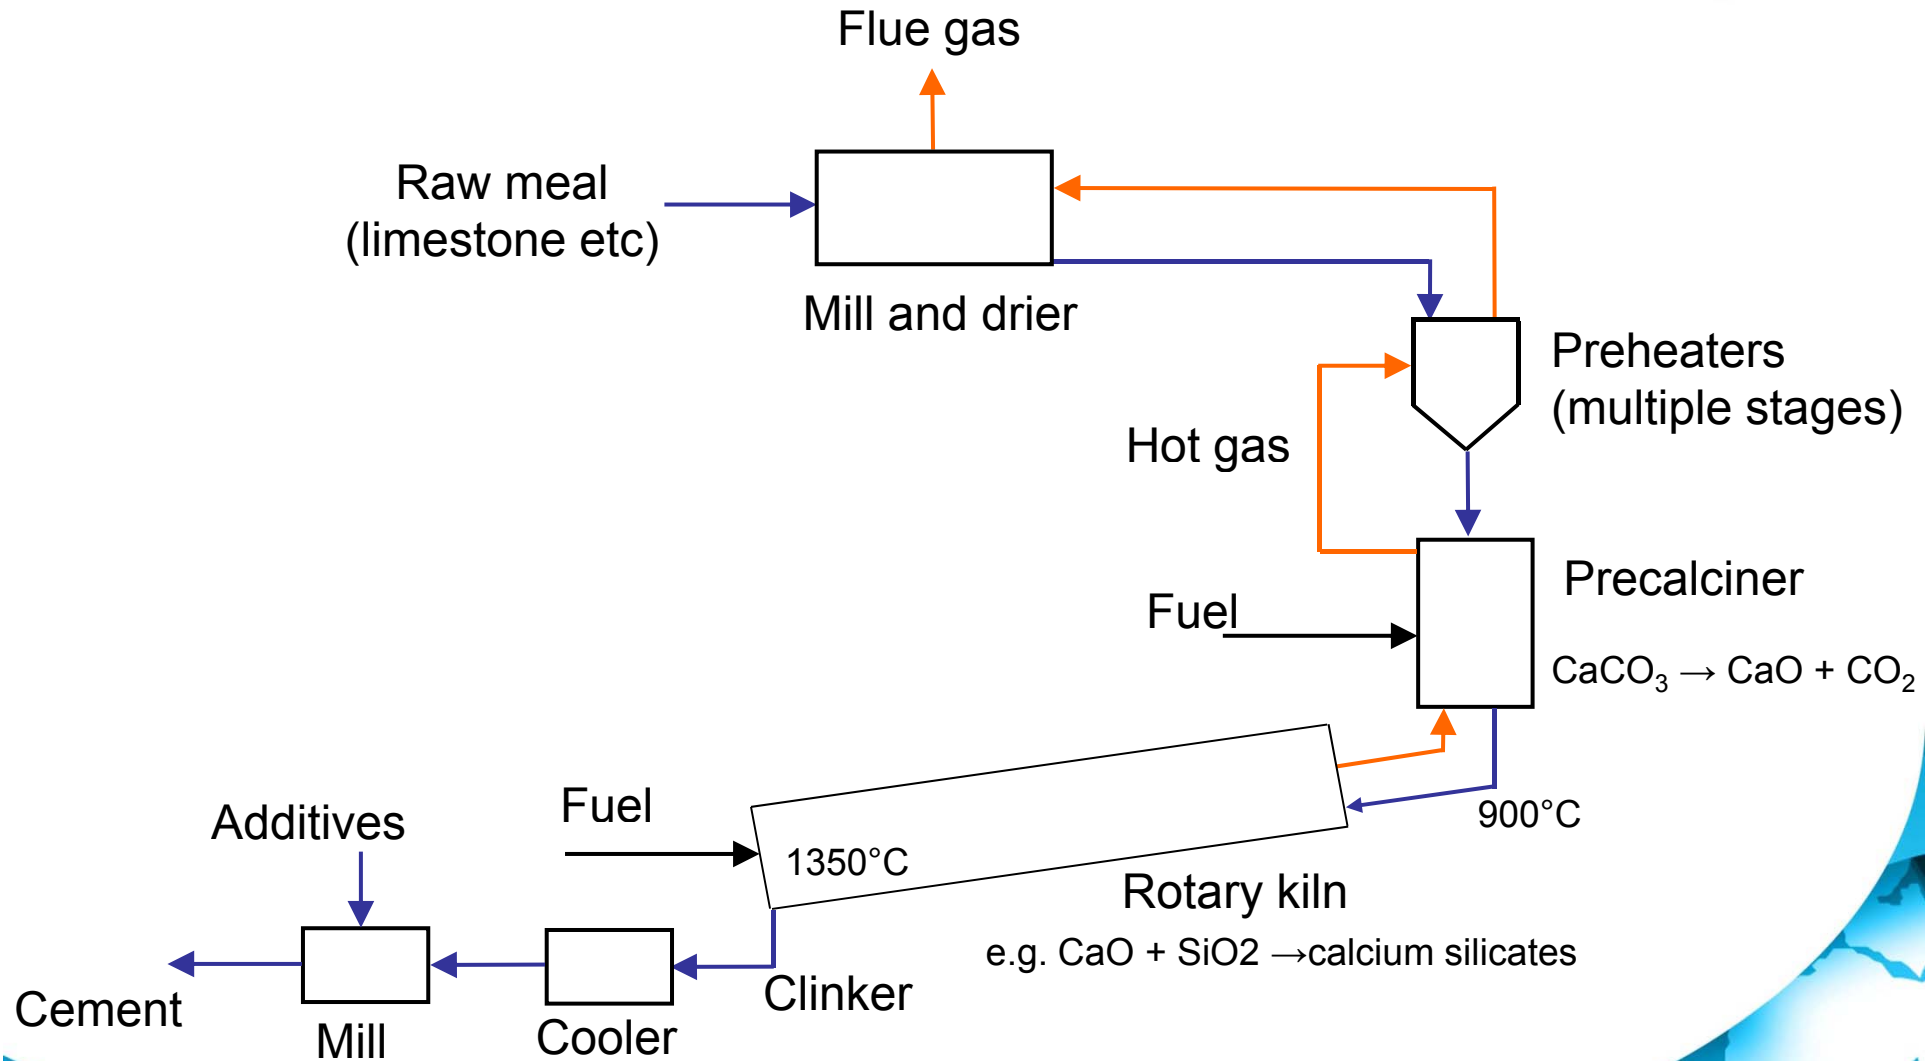 Flue gas
Raw meal
(limestone etc)
Mill and drier
Preheaters
(multiple stages)
Hot gas
Precalciner
Fuel
CaCO₃ → CaO + CO₂
Fuel
900°C
Additives
1350°C
Rotary kiln
e.g. CaO + SiO2 →calcium silicates
Clinker
Cement
Cooler
Mill